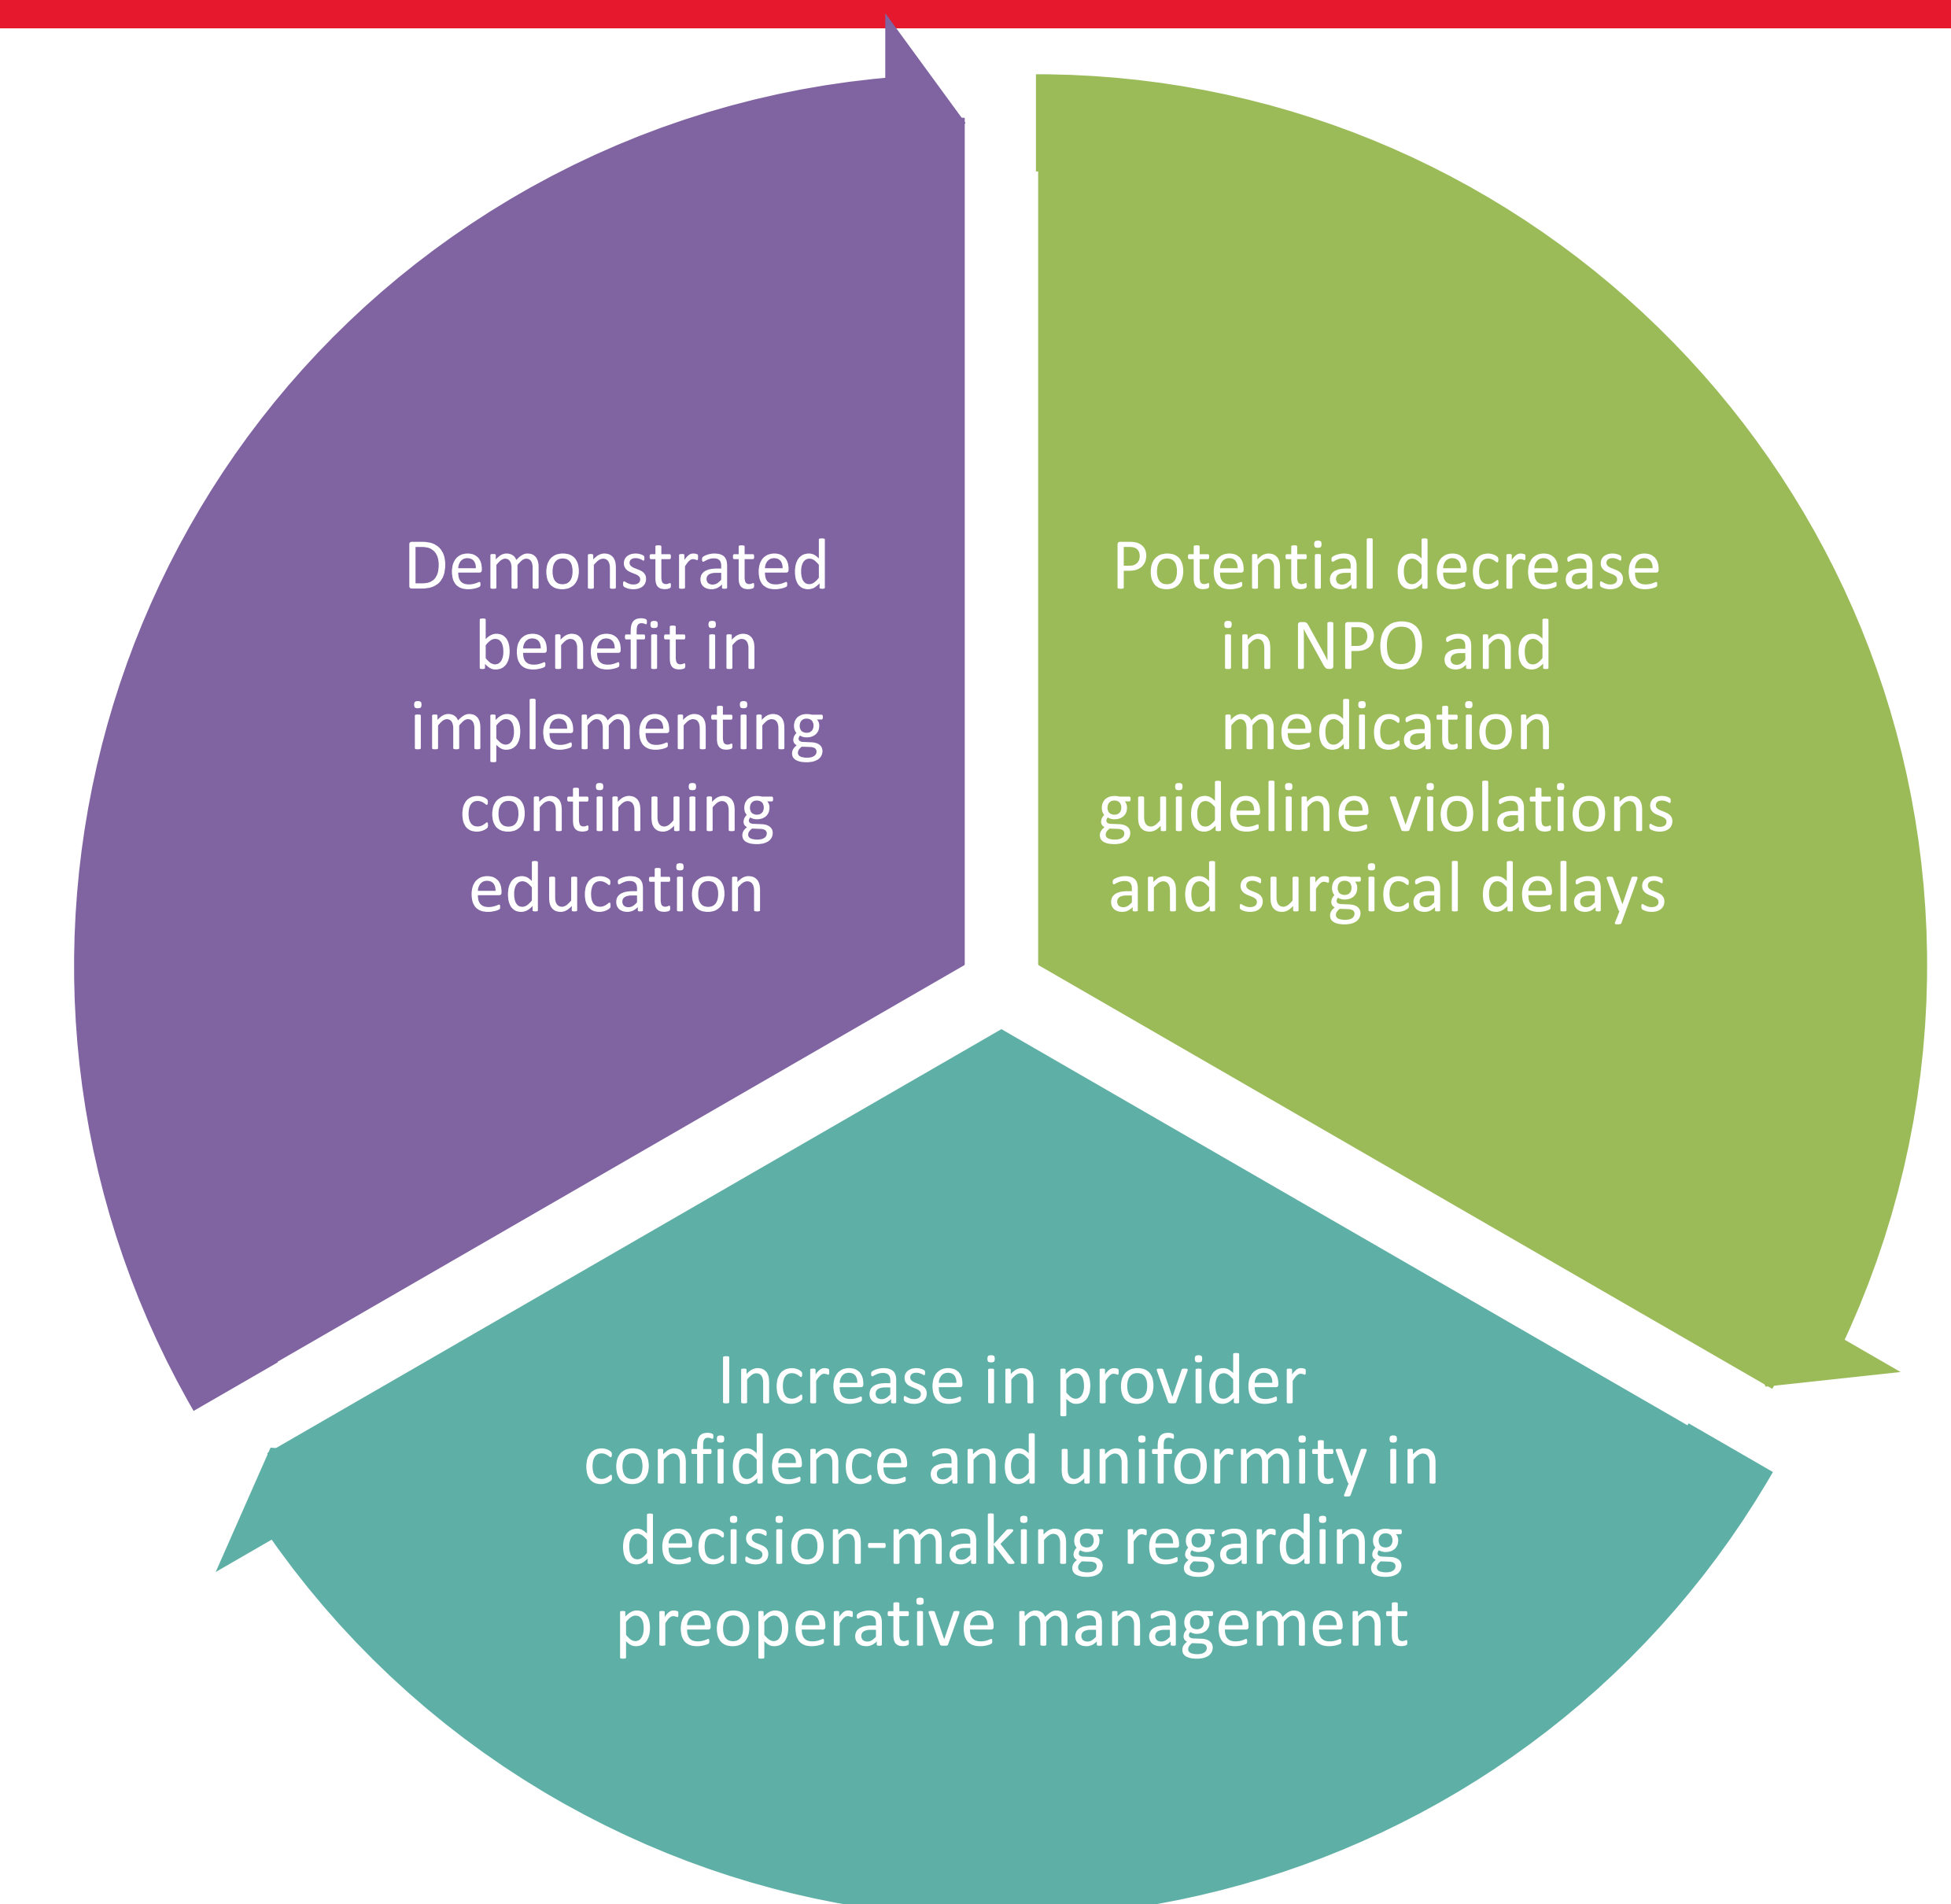 Demonstrated
benefit in
implementing
continuing
education
Potential decrease
in NPO and
medication
guideline violations
and surgical delays
Increase in provider
confidence and uniformity in
decision-making regarding
preoperative management